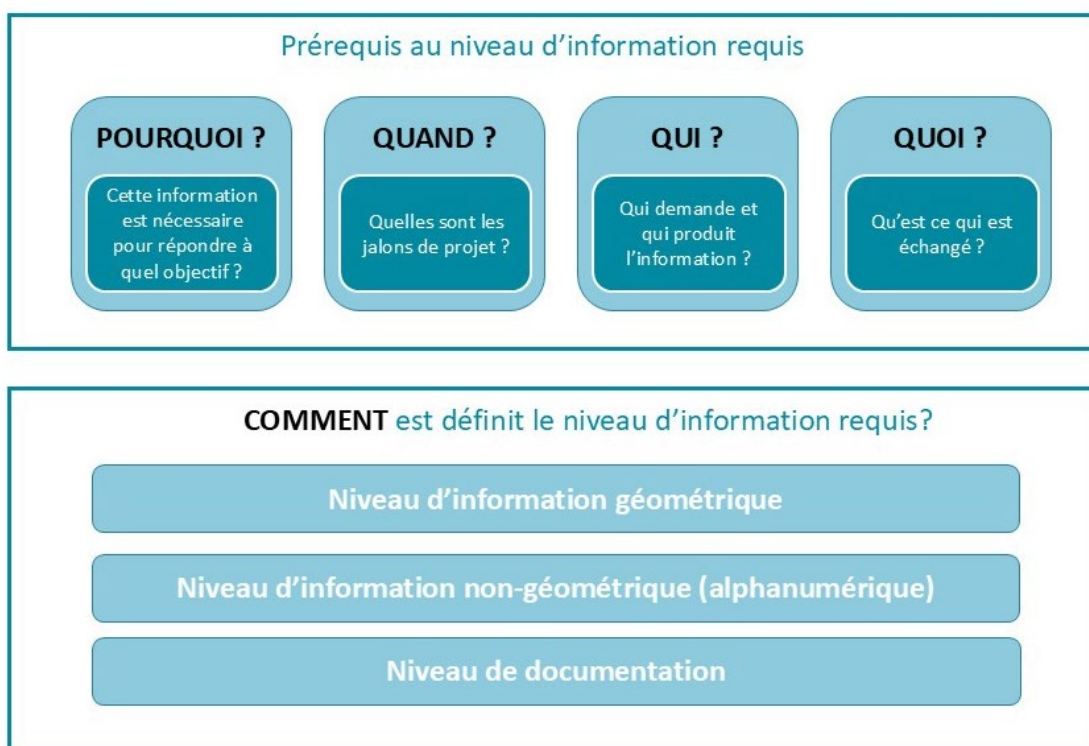 Prérequis au niveau d’information requis
POURQUOI ?
Cette information
est nécessaire
pour répondre à
quel objectif ?
QUAND ?
Quelles sont les
jalons de projet ?
QUI ?
Qui demande et
qui produit
l’information ?
QUOI ?
Qu’est ce qui est
échangé ?
COMMENT est définit le niveau d’information requis?
Niveau d’information géométrique
Niveau d’information non-géométrique (alphanumérique)
Niveau de documentation